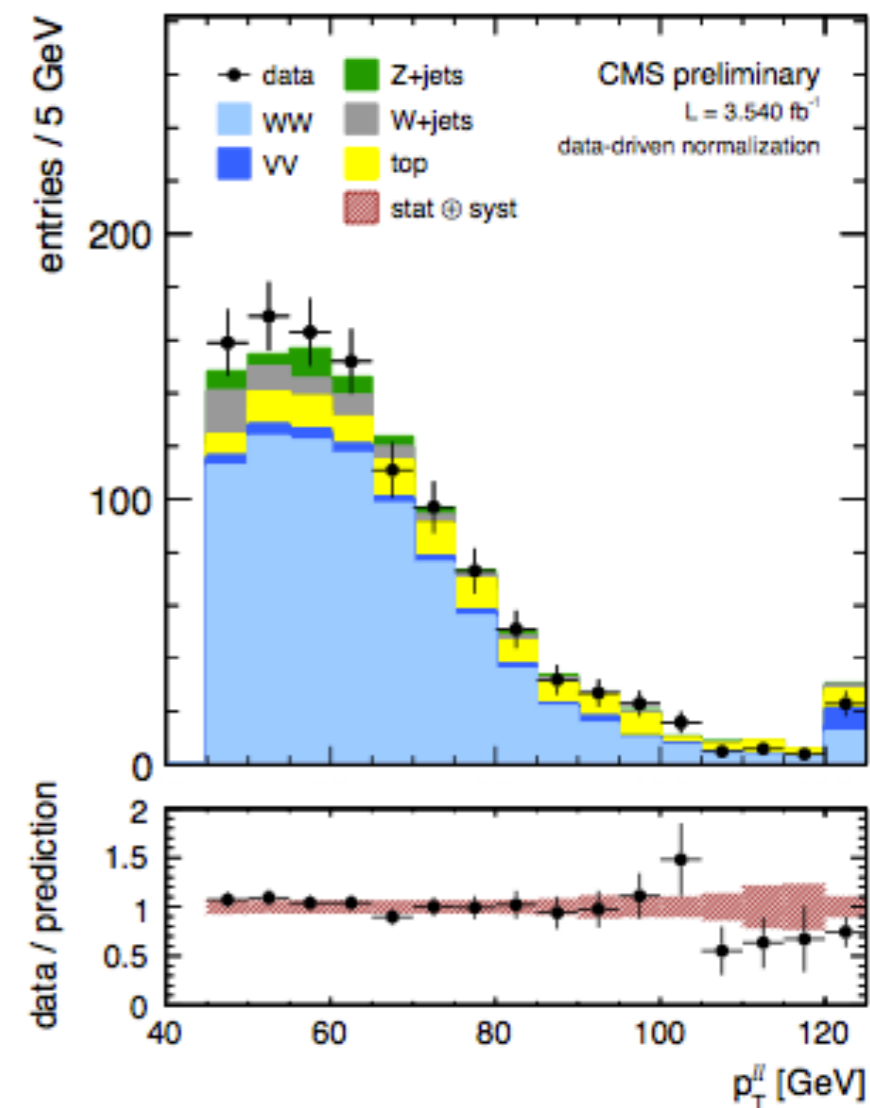 entries / 5 GeV
data
WW
VV
Z+jets
W+jets
top
stat ⊕ syst
CMS preliminary
L = 3.540 fb⁻¹
data-driven normalization
200
100
0
data / prediction
2
1.5
1
0.5
0
40 60 80 100 120
p_T^{ll} [GeV]